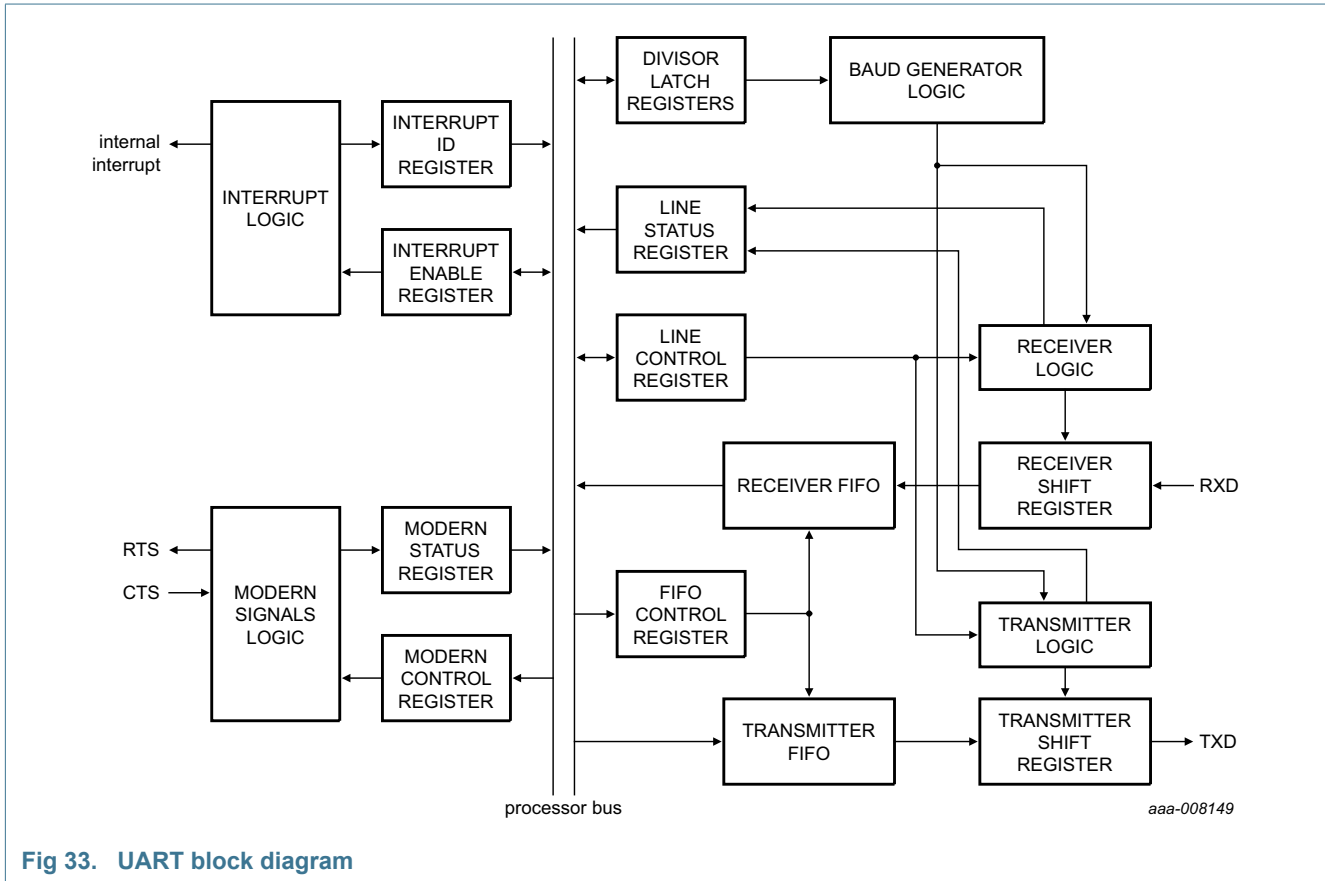 internal
interrupt
INTERRUPT
LOGIC
INTERRUPT
ID
REGISTER
INTERRUPT
ENABLE
REGISTER
RTS
CTS
MODERN
SIGNALS
LOGIC
MODERN
STATUS
REGISTER
MODERN
CONTROL
REGISTER
DIVISOR
LATCH
REGISTERS
BAUD GENERATOR
LOGIC
LINE
STATUS
REGISTER
LINE
CONTROL
REGISTER
RECEIVER
LOGIC
RECEIVER FIFO
RECEIVER
SHIFT
REGISTER
RXD
FIFO
CONTROL
REGISTER
TRANSMITTER
LOGIC
TRANSMITTER
FIFO
TRANSMITTER
SHIFT
REGISTER
TXD
processor bus
aaa-008149
Fig 33. UART block diagram